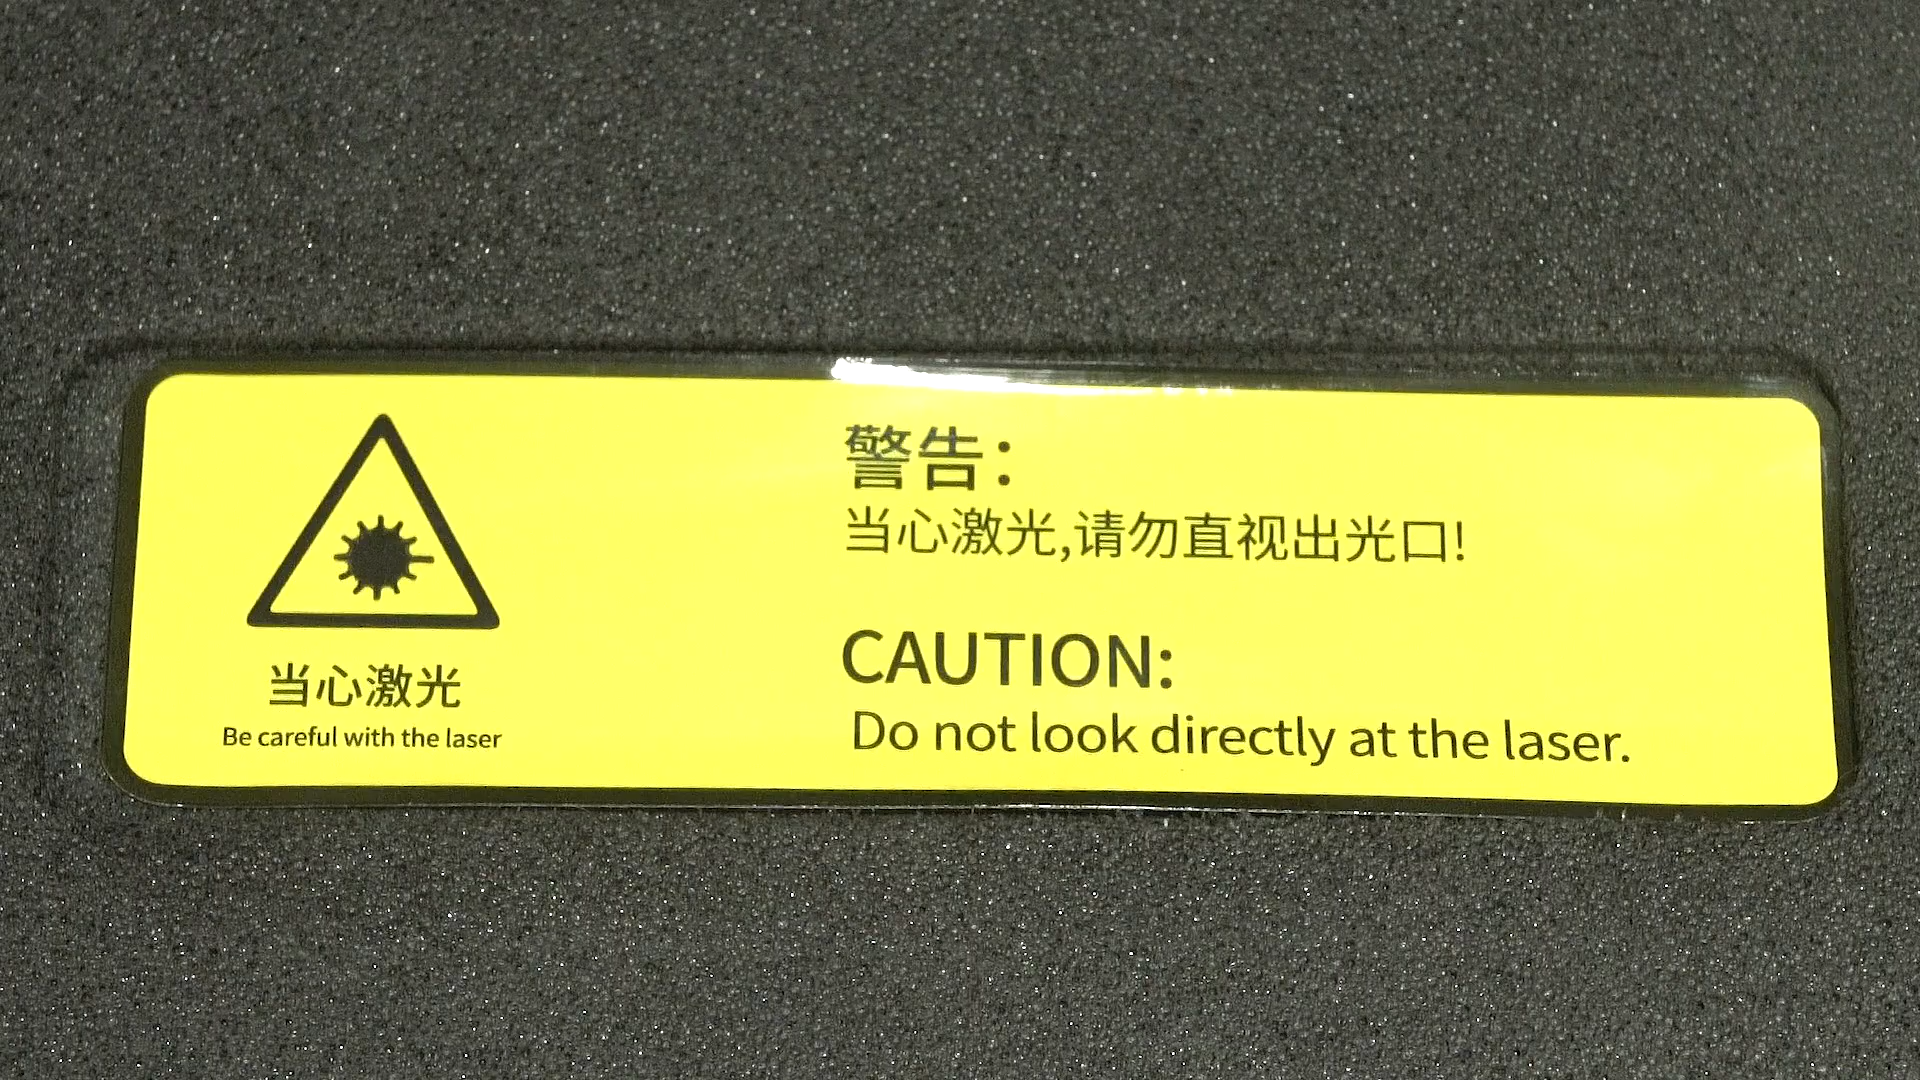 当心激光
Be careful with the laser
警告：
当心激光,请勿直视出光口!
CAUTION:
Do not look directly at the laser.